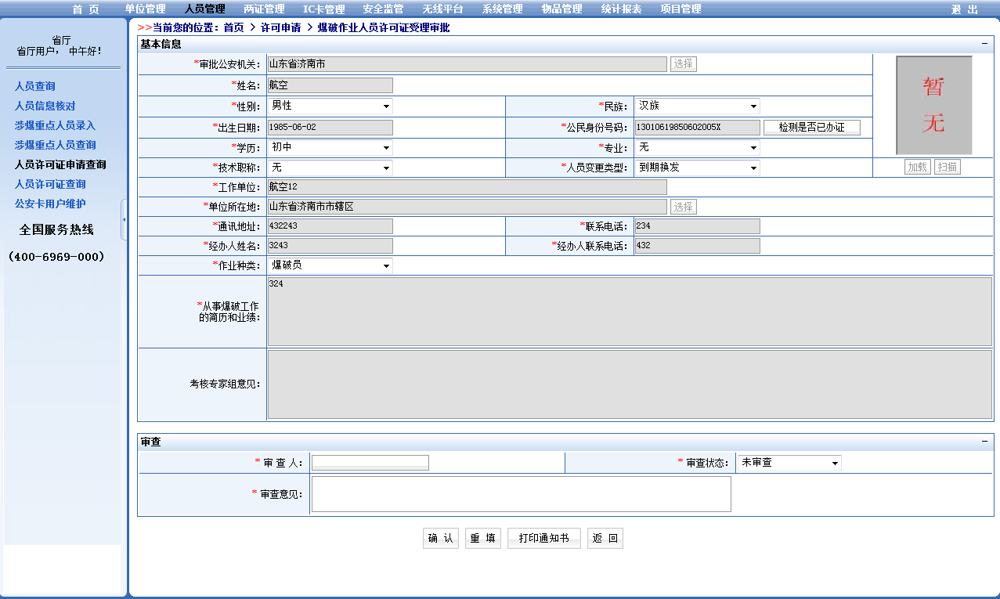 首 页 单位管理 人员管理 两证管理 IC卡管理 安全监管 无线平台 系统管理 物品管理 统计报表 项目管理 退 出
省厅
省厅用户， 中午好！
人员查询
人员信息核对
涉爆重点人员录入
涉爆重点人员查询
人员许可证申请查询
人员许可证查询
公安卡用户维护
全国服务热线
(400-6969-000)
>>当前您的位置：首页 > 许可申请 > 爆破作业人员许可证受理审批
基本信息
*审批公安机关： 山东省济南市 选择
*姓名： 航空
*性别： 男性 *民族： 汉族
*出生日期： 1985-06-02 *公民身份号码： 13010619850602005X 检测是否已办证
*学历： 初中 *专业： 无
*技术职称： 无 *人员变更类型： 到期换发
暂
无
加载 扫描
*工作单位： 航空12
*单位所在地： 山东省济南市市辖区 选择
*通讯地址： 432243 *联系电话： 234
*经办人姓名： 3243 *经办人联系电话： 432
*作业种类： 爆破员
*从事爆破工作
的简历和业绩：
324
考核专家组意见：
审查
* 审 查 人： * 审查状态： 未审查
* 审查意见：
确 认 重 填 打印通知书 返 回